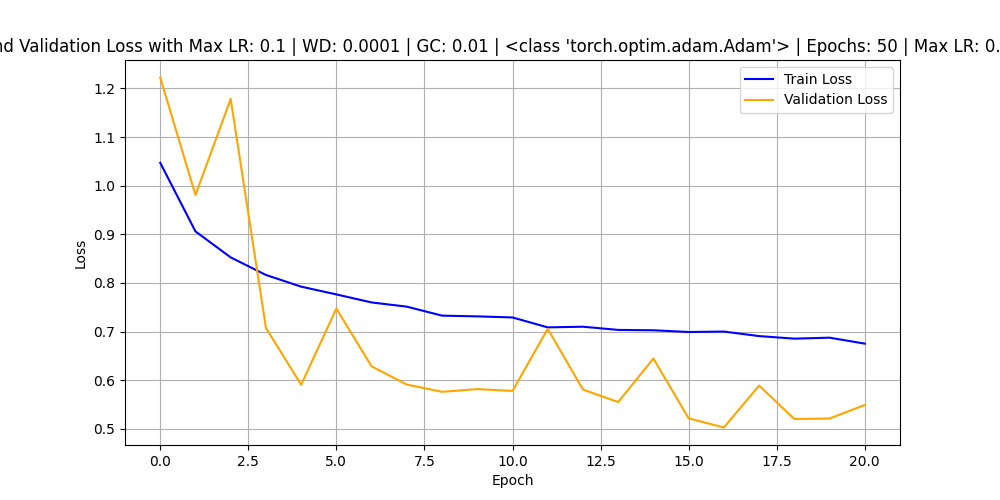 nd Validation Loss with Max LR: 0.1 | WD: 0.0001 | GC: 0.01 | <class 'torch.optim.adam.Adam'> | Epochs: 50 | Max LR: 0.
Train Loss
Validation Loss
1.2
1.1
1.0
0.9
0.8
0.7
0.6
0.5
Loss
0.0 2.5 5.0 7.5 10.0 12.5 15.0 17.5 20.0
Epoch